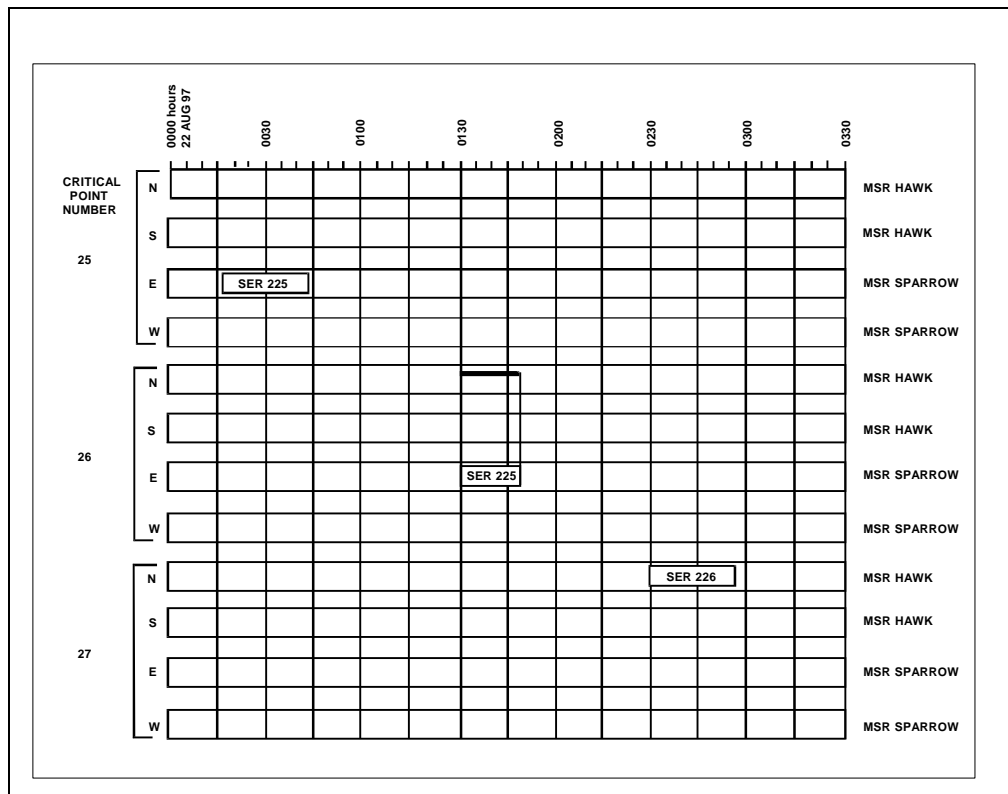 0000 hours
22 AUG 97
0030
0100
0130
0200
0230
0300
0330
CRITICAL
POINT
NUMBER
25
N MSR HAWK
S MSR HAWK
E SER 225 MSR SPARROW
W MSR SPARROW
26
N MSR HAWK
S MSR HAWK
E SER 225 MSR SPARROW
W MSR SPARROW
27
N SER 226 MSR HAWK
S MSR HAWK
E MSR SPARROW
W MSR SPARROW